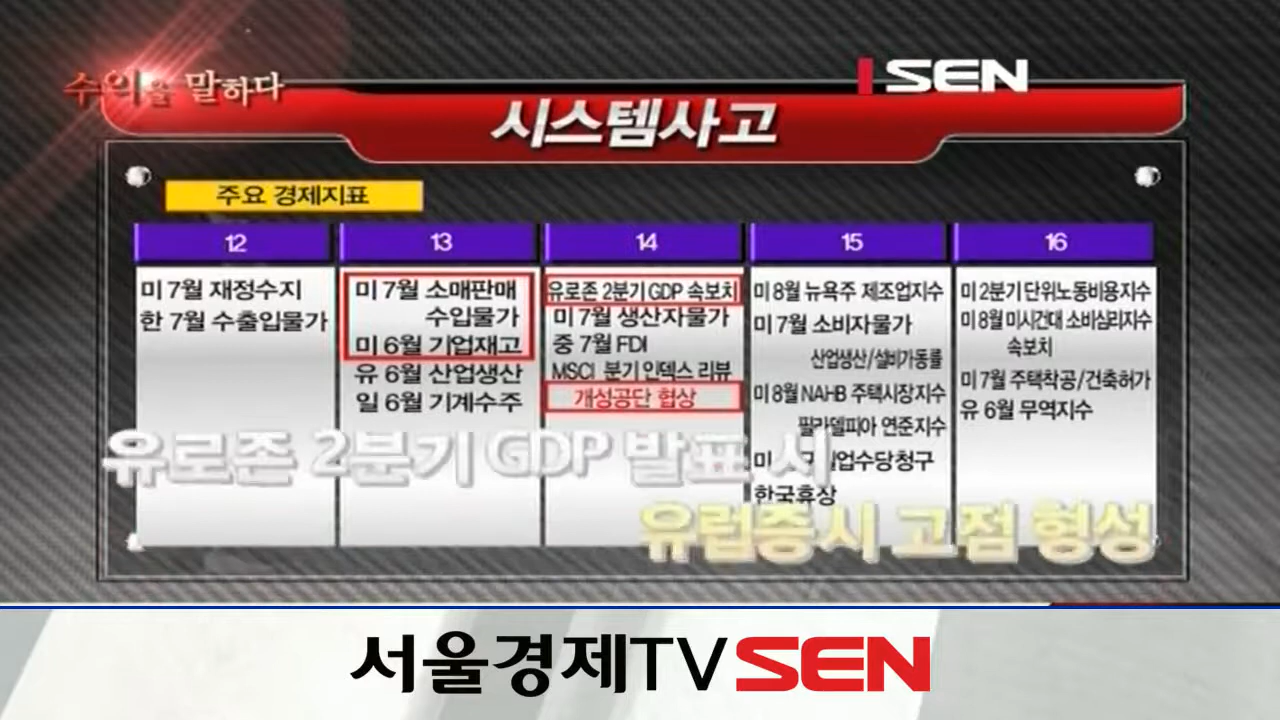 수익을 말하다
SEN
시스템사고
주요 경제지표
12
미 7월 재정수지
한 7월 수출입물가
13
미 7월 소매판매
수입물가
미 6월 기업재고
유 6월 산업생산
일 6월 기계수주
14
유로존 2분기 GDP 속보치
미 7월 생산자물가
중 7월 FDI
MSCI 분기 인덱스 리뷰
개성공단 협상
15
미 8월 뉴욕주 제조업지수
미 7월 소비자물가
산업생산/설비가동률
미 8월 NAHB 주택시장지수
필라델피아 연준지수
미 업수당청구
한국휴장
16
미 2분기 단위노동비용지수
미 8월 미시건대 소비심리지수
속보치
미 7월 주택착공/건축허가
유 6월 무역지수
유로존 2분기 GDP 발표 시
유럽증시 고점 형성
서울경제TV SEN